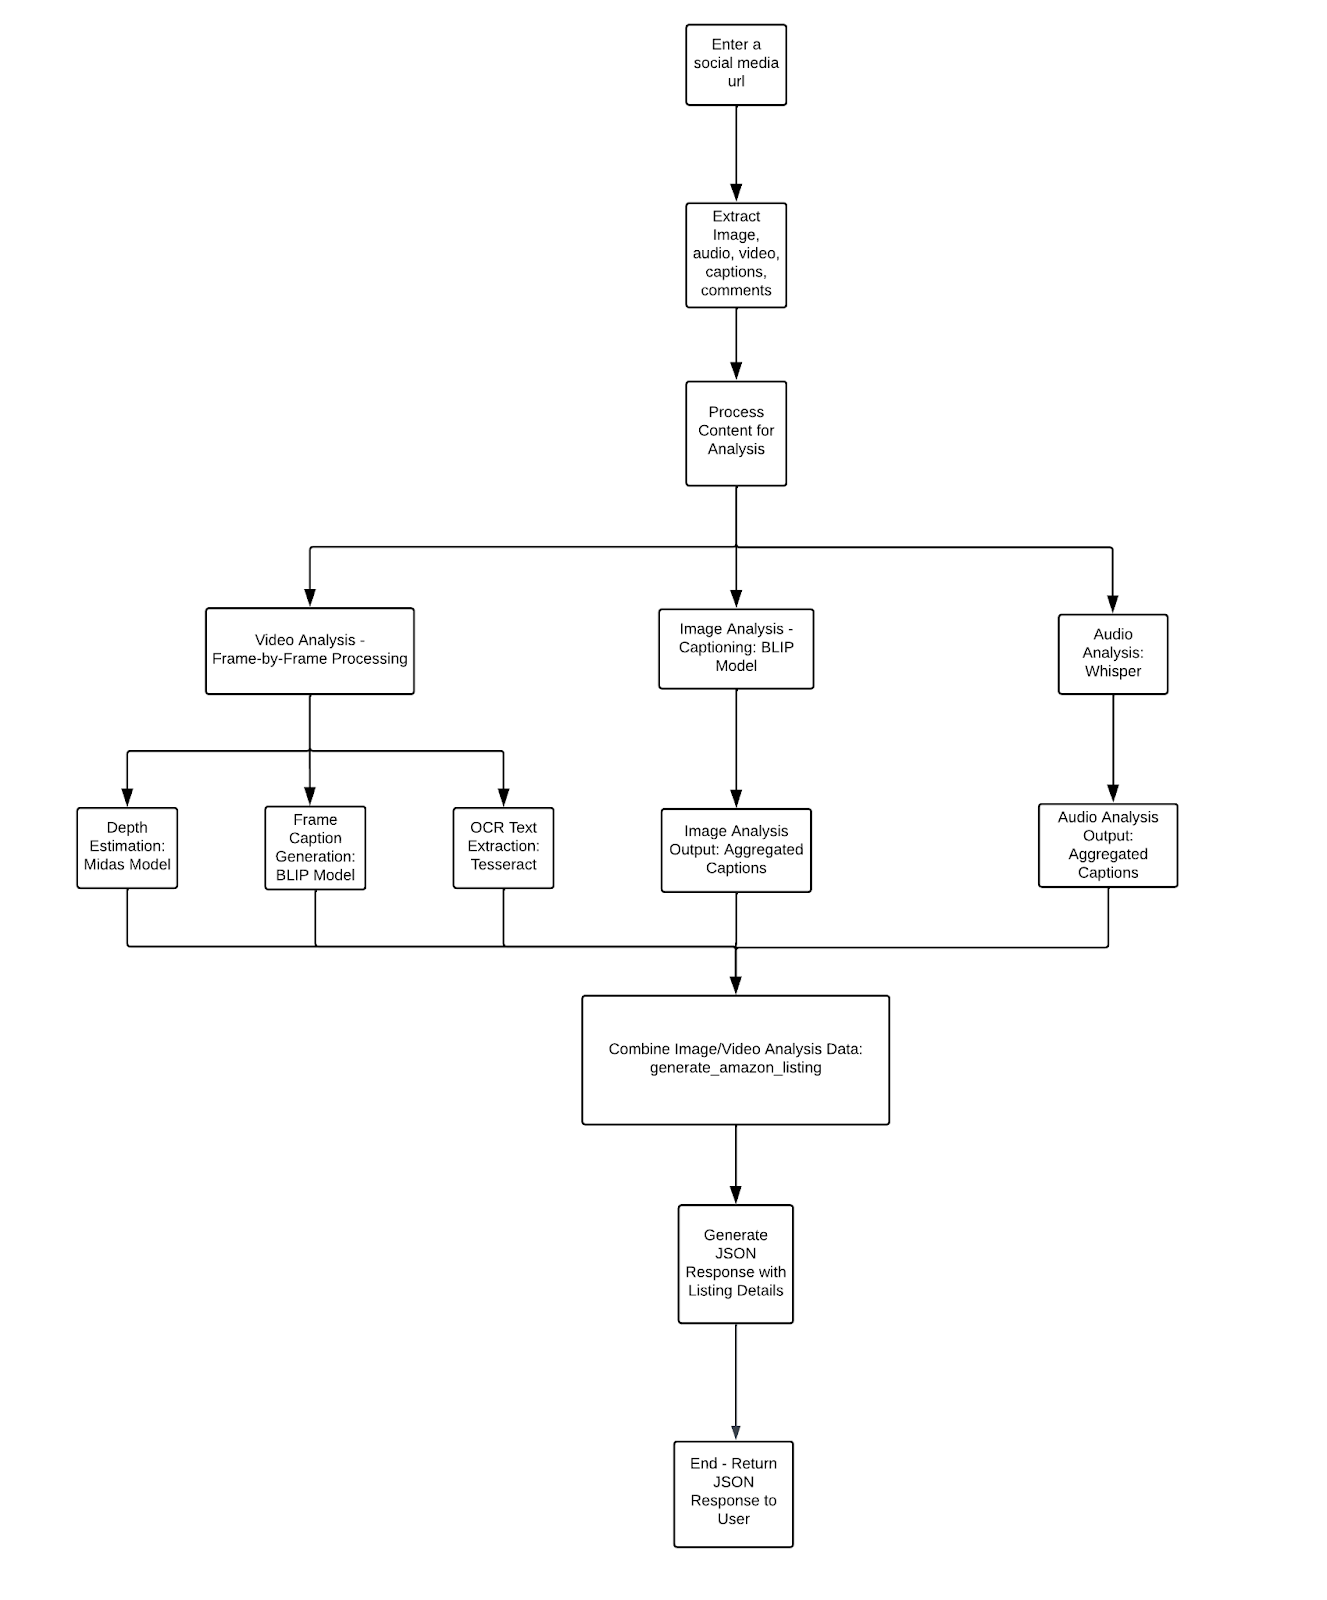 Enter a
social media
url
Extract
Image,
audio, video,
captions,
comments
Process
Content for
Analysis
Video Analysis -
Frame-by-Frame Processing
Image Analysis -
Captioning: BLIP
Model
Audio
Analysis:
Whisper
Depth
Estimation:
Midas Model
Frame
Caption
Generation:
BLIP Model
OCR Text
Extraction:
Tesseract
Image Analysis
Output: Aggregated
Captions
Audio Analysis
Output:
Aggregated
Captions
Combine Image/Video Analysis Data:
generate_amazon_listing
Generate
JSON
Response with
Listing Details
End - Return
JSON
Response to
User